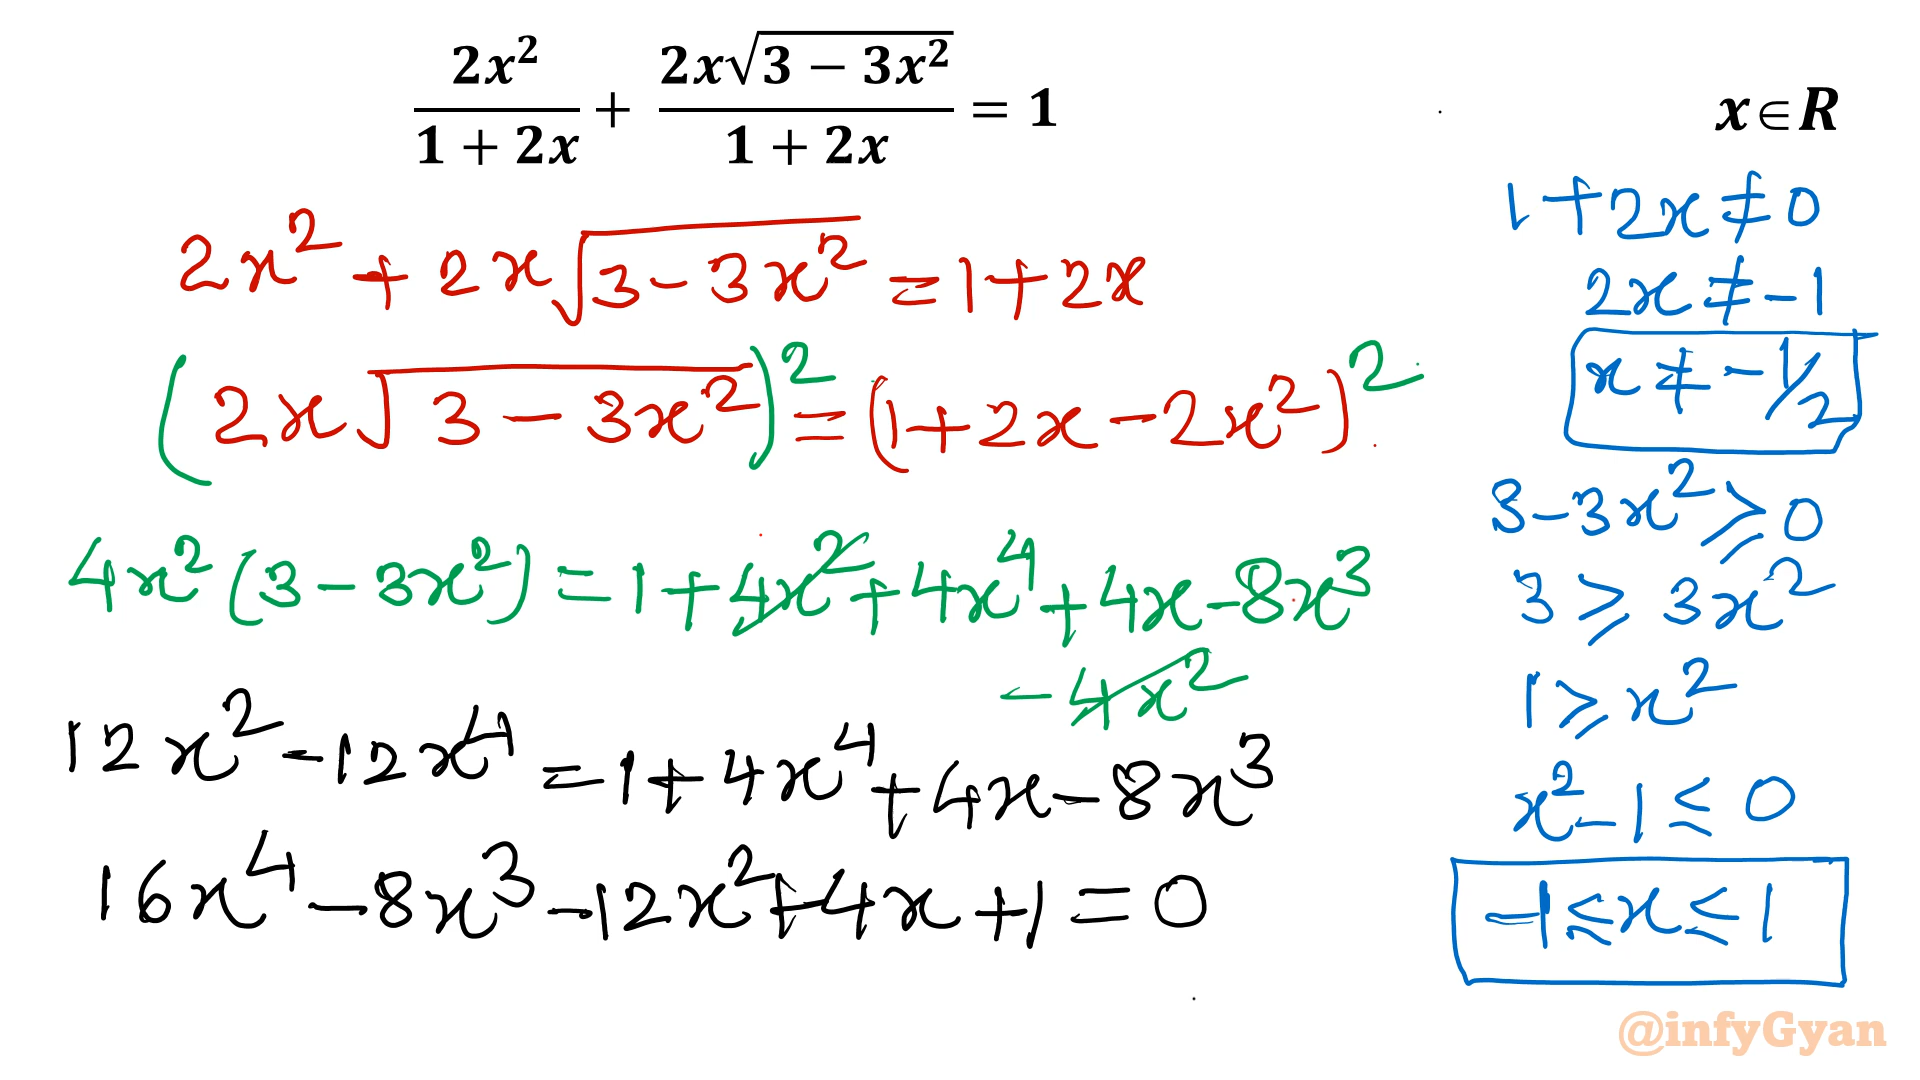 2x²/(1 + 2x) + 2x√(3 − 3x²)/(1 + 2x) = 1
x∈R
2x² + 2x√(3 - 3x²) = 1 + 2x
(2x√(3 - 3x²))² = (1 + 2x - 2x²)²
4x²(3 - 3x²) = 1 + 4x² + 4x⁴ + 4x - 8x³
- 4x²
12x² - 12x⁴ = 1 + 4x⁴ + 4x - 8x³
16x⁴ - 8x³ - 12x² + 4x + 1 = 0
1 + 2x ≠ 0
2x ≠ -1
x ≠ -1/2
3 - 3x² ⩾ 0
3 ⩾ 3x²
1 ⩾ x²
x² - 1 ≤ 0
-1 ≤ x ≤ 1
@infyGyan